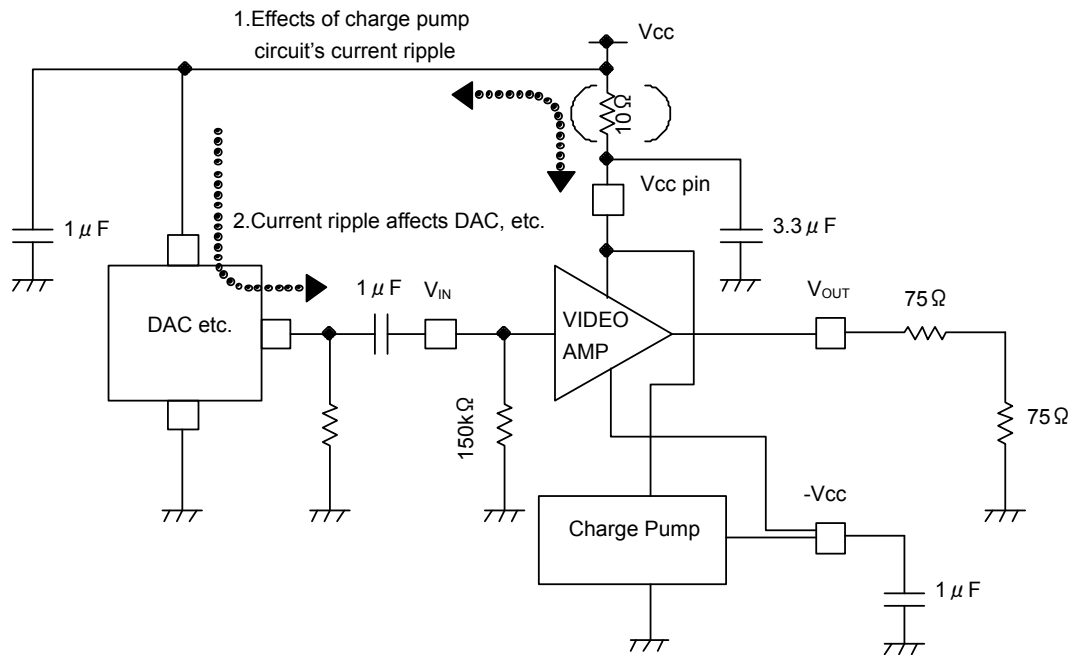 1.Effects of charge pump
circuit's current ripple
Vcc
10Ω
Vcc pin
1μF
2.Current ripple affects DAC, etc.
3.3μF
1μF
VIN
VOUT
75Ω
DAC etc.
VIDEO
AMP
150kΩ
75Ω
-Vcc
Charge Pump
1μF